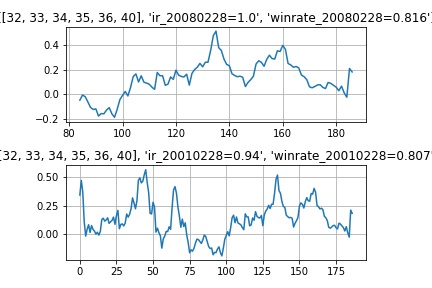 [32, 33, 34, 35, 36, 40], 'ir_20080228=1.0', 'winrate_20080228=0.816'
0.4
0.2
0.0
−0.2
80 100 120 140 160 180
32, 33, 34, 35, 36, 40], 'ir_20010228=0.94', 'winrate_20010228=0.807'
0.50
0.25
0.00
0 25 50 75 100 125 150 175